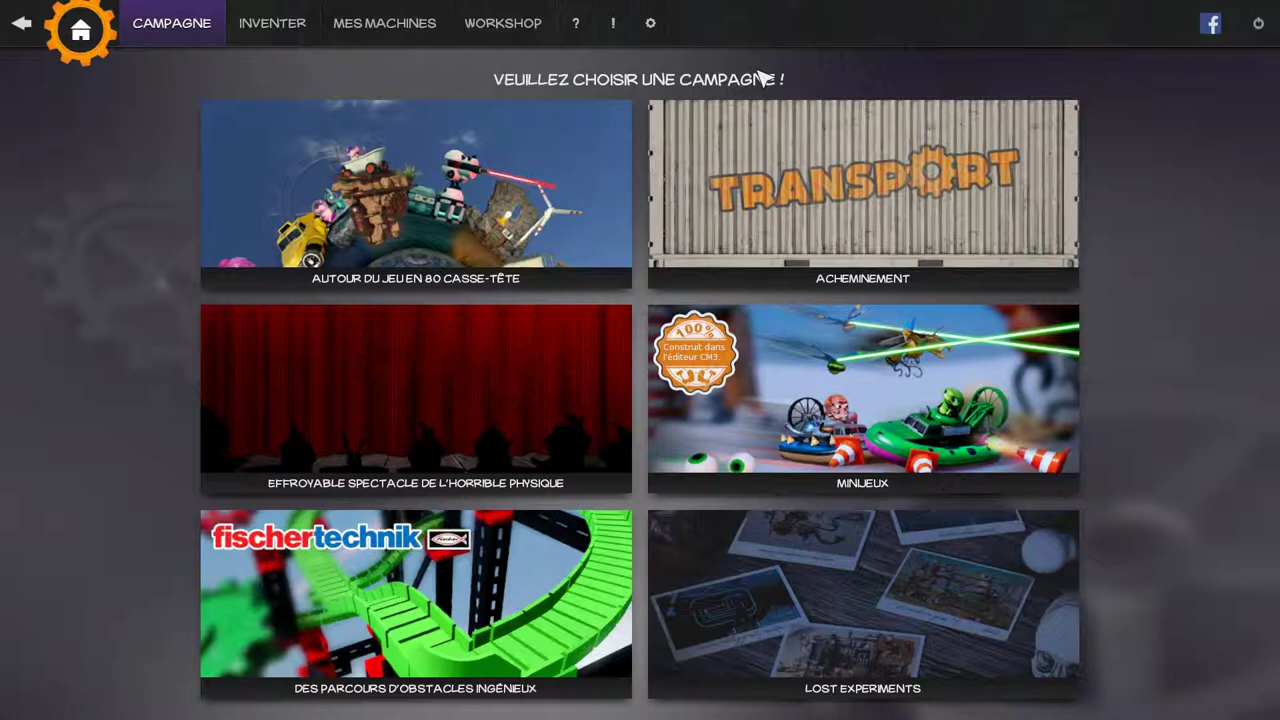 CAMPAGNE INVENTER MES MACHINES WORKSHOP ? !
VEUILLEZ CHOISIR UNE CAMPAGNE !
TRANSPORT
AUTOUR DU JEU EN 80 CASSE-TÊTE
ACHEMINEMENT
100%
Construit dans
l'éditeur CM3.
EFFROYABLE SPECTACLE DE L'HORRIBLE PHYSIQUE
MINIJEUX
fischertechnik
DES PARCOURS D'OBSTACLES INGÉNIEUX
LOST EXPERIMENTS